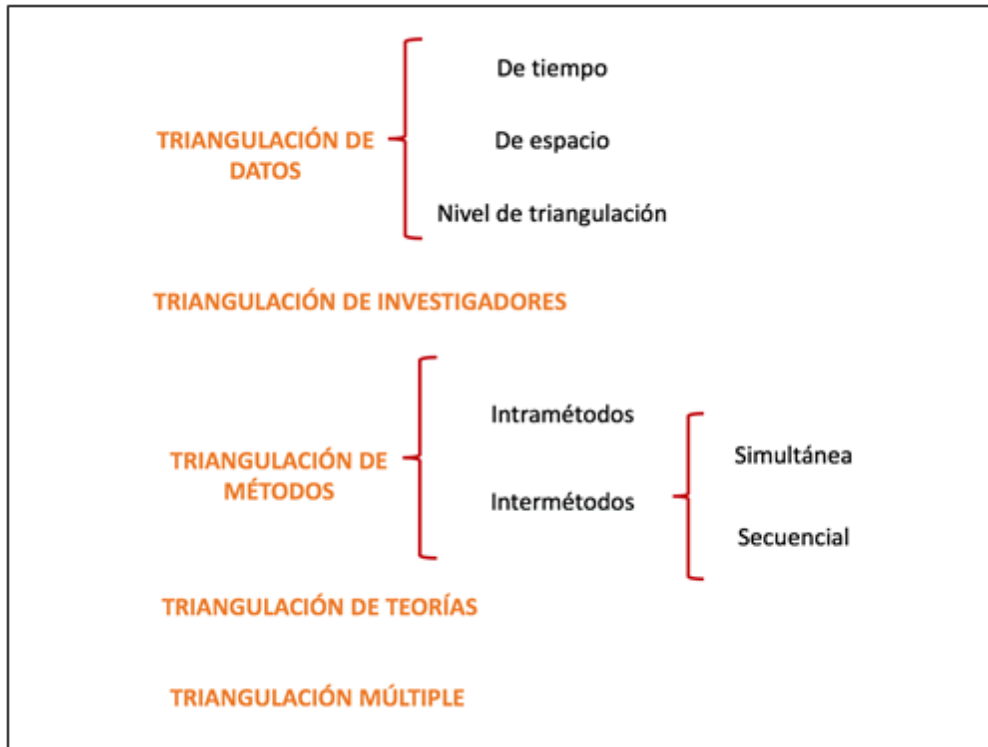 De tiempo
TRIANGULACIÓN DE
DATOS
De espacio
Nivel de triangulación
TRIANGULACIÓN DE INVESTIGADORES
TRIANGULACIÓN DE
MÉTODOS
Intramétodos
Intermétodos
Simultánea
Secuencial
TRIANGULACIÓN DE TEORÍAS
TRIANGULACIÓN MÚLTIPLE